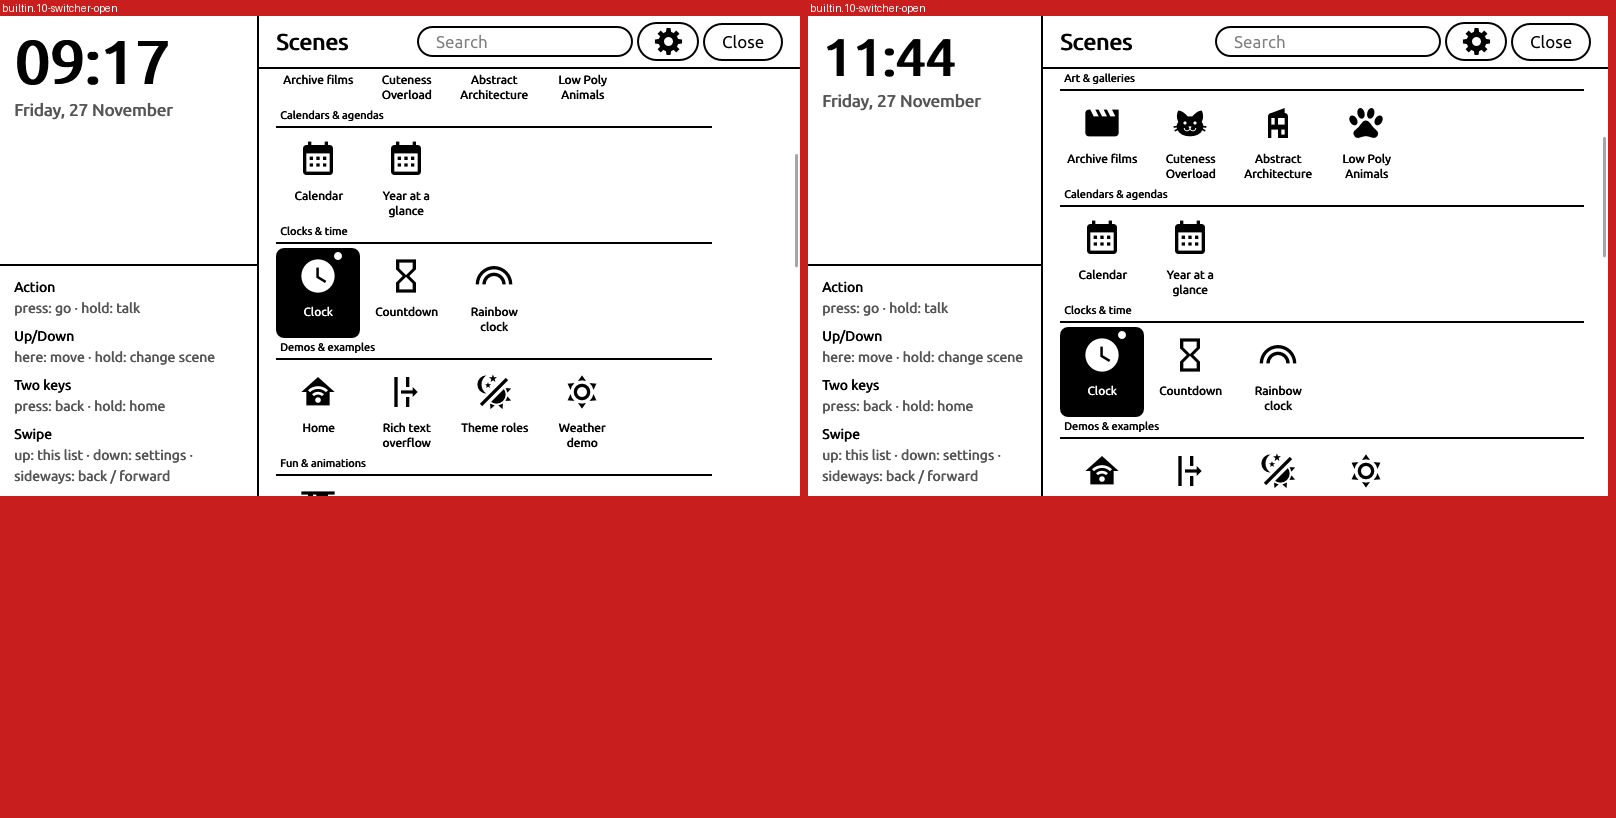 builtin.10-switcher-open
09:17
Friday, 27 November
Action
press: go · hold: talk
Up/Down
here: move · hold: change scene
Two keys
press: back · hold: home
Swipe
up: this list · down: settings ·
sideways: back / forward
Scenes
Search
Close
Archive films
Cuteness
Overload
Abstract
Architecture
Low Poly
Animals
Calendars & agendas
Calendar
Year at a
glance
Clocks & time
Clock
Countdown
Rainbow
clock
Demos & examples
Home
Rich text
overflow
Theme roles
Weather
demo
Fun & animations
builtin.10-switcher-open
11:44
Friday, 27 November
Action
press: go · hold: talk
Up/Down
here: move · hold: change scene
Two keys
press: back · hold: home
Swipe
up: this list · down: settings ·
sideways: back / forward
Scenes
Search
Close
Art & galleries
Archive films
Cuteness
Overload
Abstract
Architecture
Low Poly
Animals
Calendars & agendas
Calendar
Year at a
glance
Clocks & time
Clock
Countdown
Rainbow
clock
Demos & examples